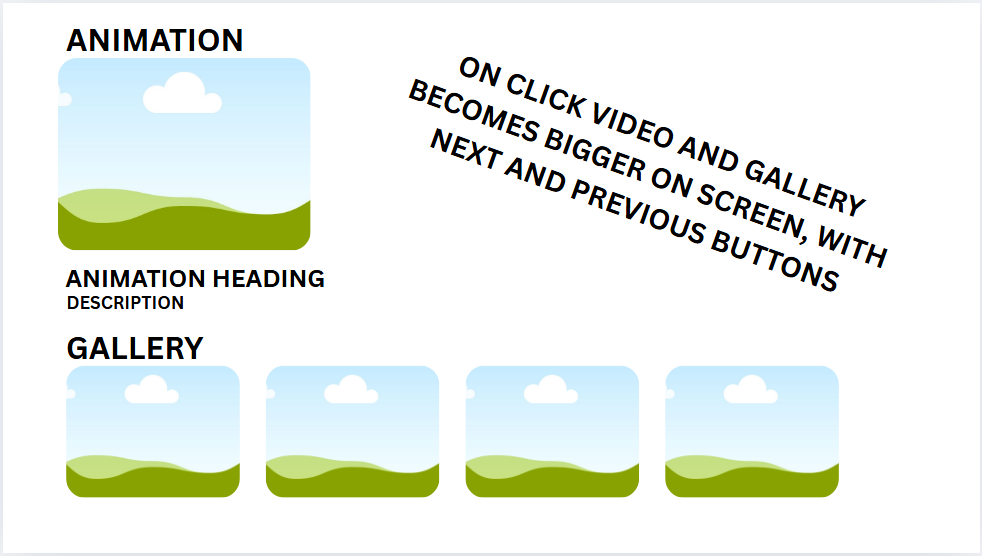 ANIMATION
ON CLICK VIDEO AND GALLERY
BECOMES BIGGER ON SCREEN, WITH
NEXT AND PREVIOUS BUTTONS
ANIMATION HEADING
DESCRIPTION
GALLERY